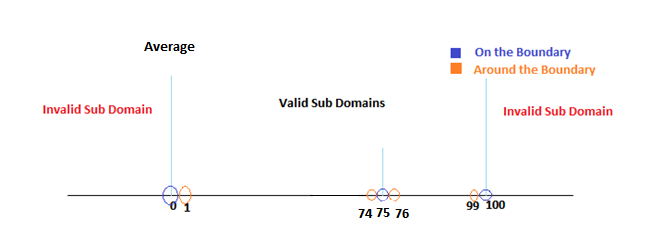 Average
On the Boundary
Around the Boundary
Invalid Sub Domain
Valid Sub Domains
Invalid Sub Domain
0 1
74 75 76
99 100